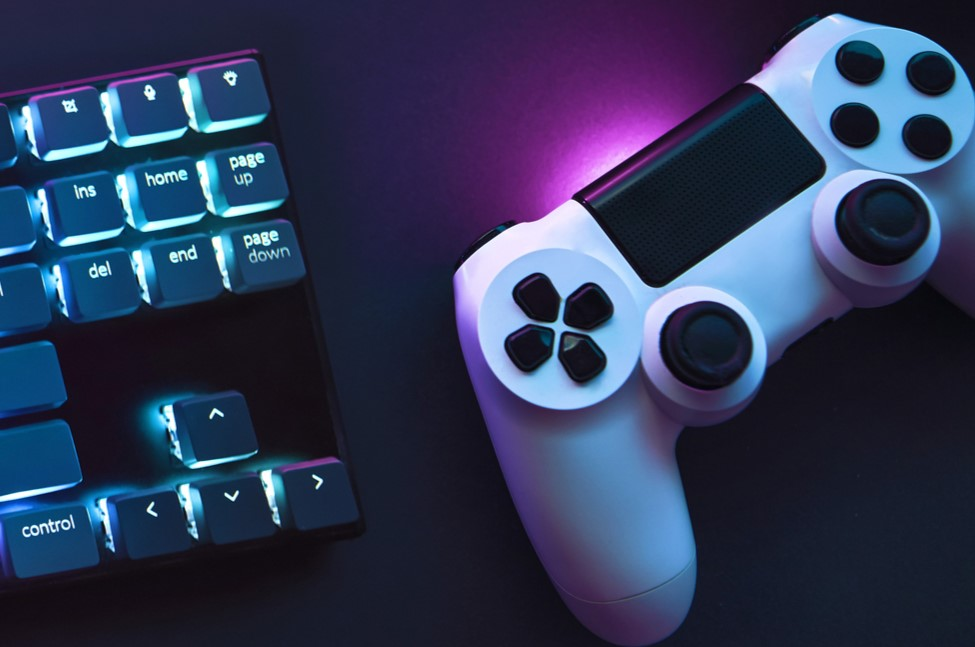 ins
home
page
up
del
end
page
down
control